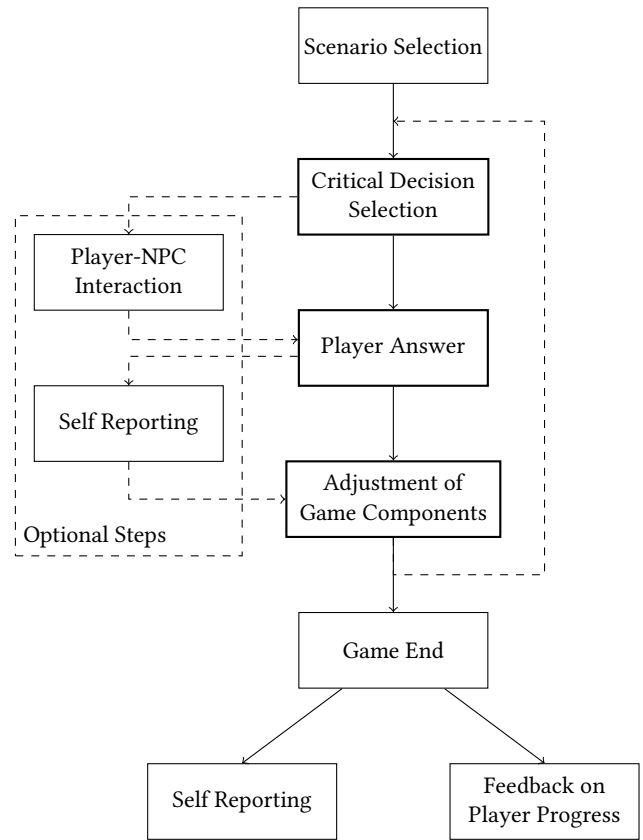 Scenario Selection
Critical Decision
Selection
Player-NPC
Interaction
Player Answer
Self Reporting
Adjustment of
Game Components
Optional Steps
Game End
Self Reporting
Feedback on
Player Progress